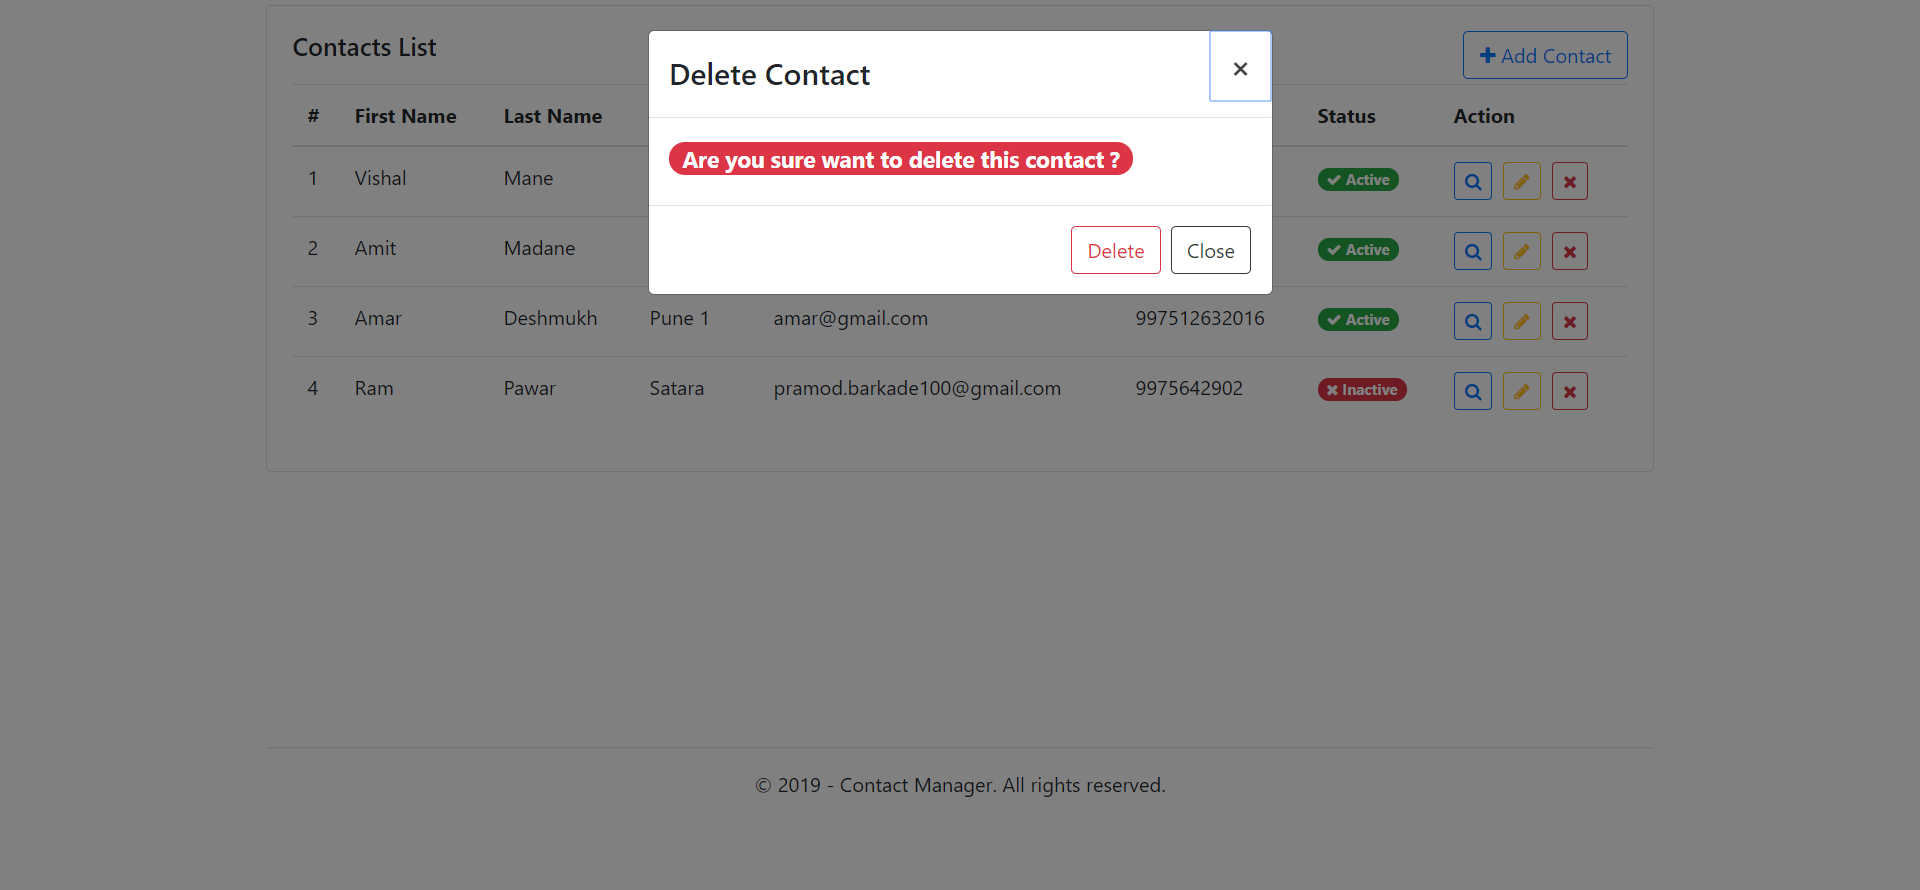 Contacts List
Add Contact
Delete Contact
×
Are you sure want to delete this contact ?
Delete Close
# First Name Last Name Status Action
1 Vishal Mane Active
2 Amit Madane Active
3 Amar Deshmukh Pune 1 amar@gmail.com 997512632016 Active
4 Ram Pawar Satara pramod.barkade100@gmail.com 9975642902 Inactive
© 2019 - Contact Manager. All rights reserved.